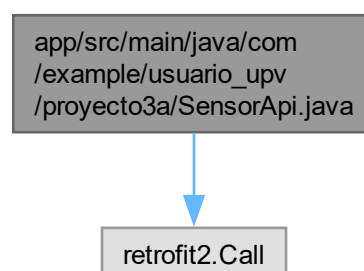 app/src/main/java/com
/example/usuario_upv
/proyecto3a/SensorApi.java
retrofit2.Call